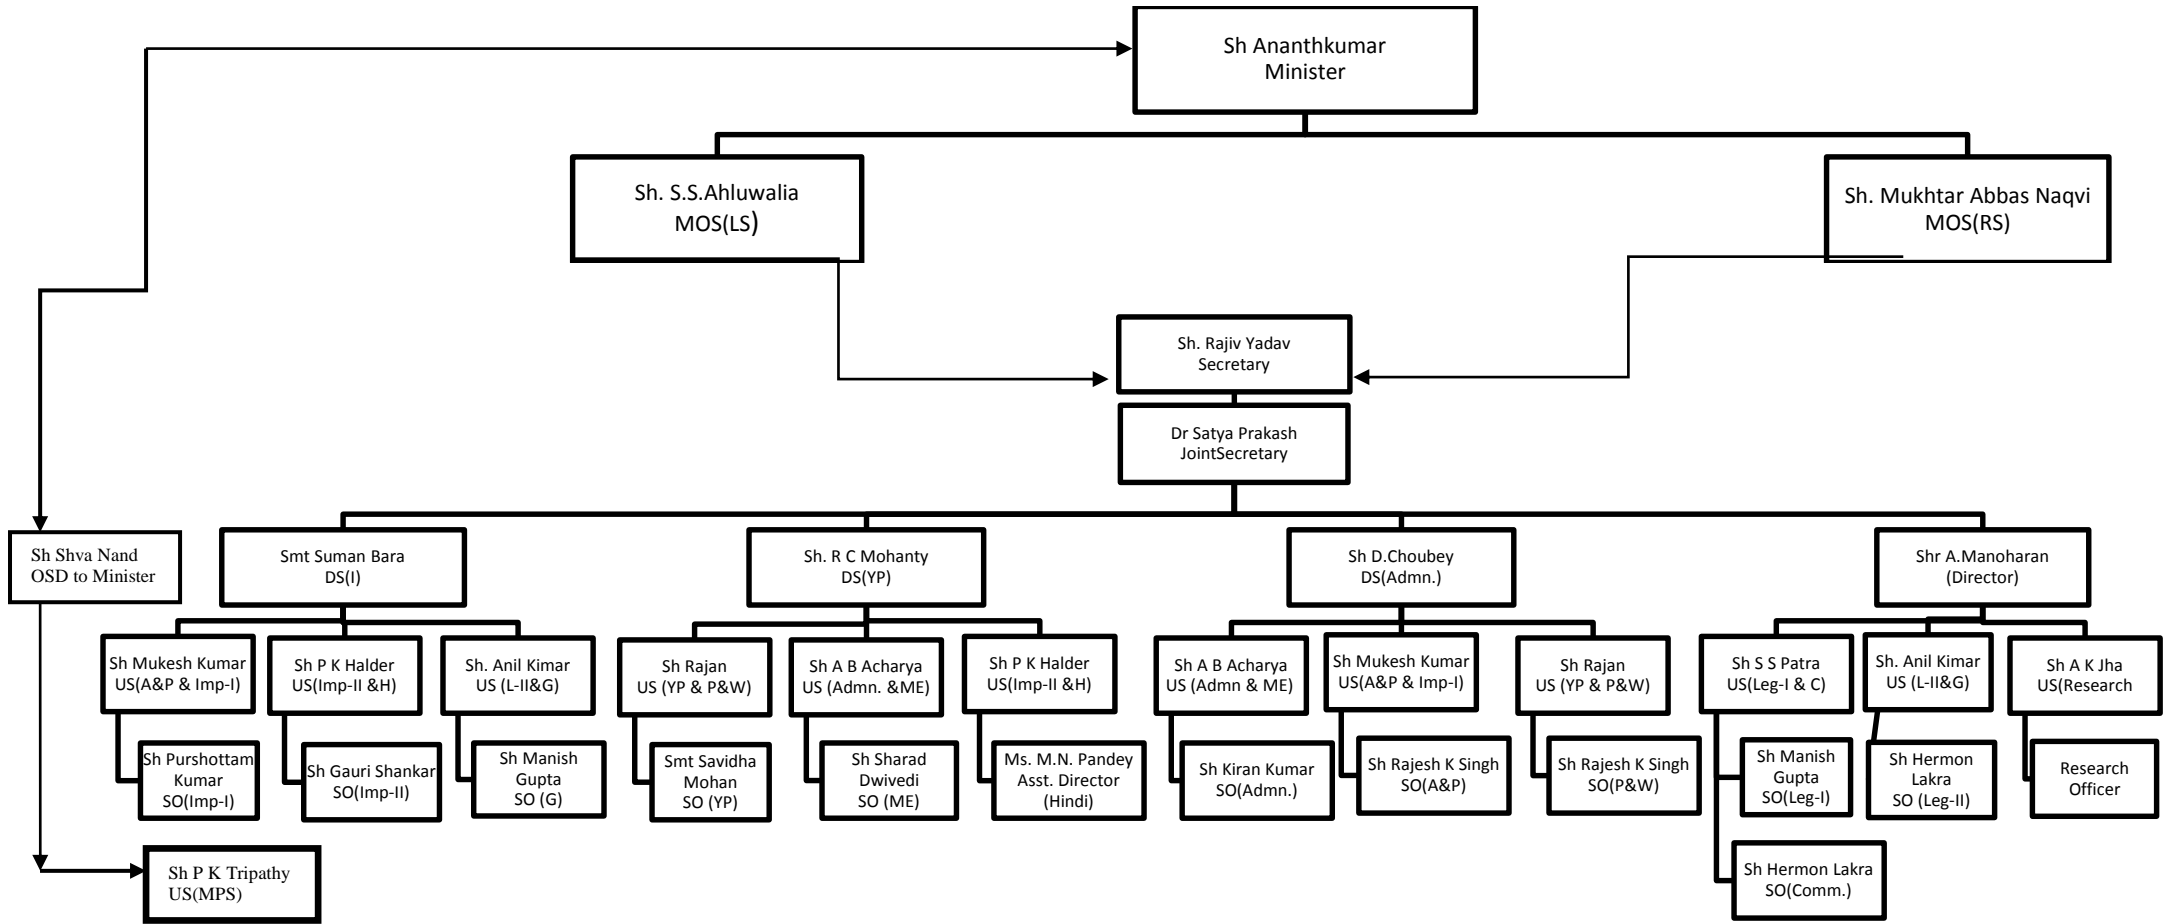 Sh Ananthkumar
Minister
Sh. S.S.Ahluwalia
MOS(LS)
Sh. Mukhtar Abbas Naqvi
MOS(RS)
Sh. Rajiv Yadav
Secretary
Dr Satya Prakash
JointSecretary
Sh Shva Nand
OSD to Minister
Smt Suman Bara
DS(I)
Sh. R C Mohanty
DS(YP)
Sh D.Choubey
DS(Admn.)
Shr A.Manoharan
(Director)
Sh Mukesh Kumar
US(A&P & Imp-I)
Sh P K Halder
US(Imp-II &H)
Sh. Anil Kimar
US (L-II&G)
Sh Rajan
US (YP & P&W)
Sh A B Acharya
US (Admn. &ME)
Sh P K Halder
US(Imp-II &H)
Sh A B Acharya
US (Admn & ME)
Sh Mukesh Kumar
US(A&P & Imp-I)
Sh Rajan
US (YP & P&W)
Sh S S Patra
US(Leg-I & C)
Sh. Anil Kimar
US (L-II&G)
Sh A K Jha
US(Research
Sh Purshottam
Kumar
SO(Imp-I)
Sh Gauri Shankar
SO(Imp-II)
Sh Manish
Gupta
SO (G)
Smt Savidha
Mohan
SO (YP)
Sh Sharad
Dwivedi
SO (ME)
Ms. M.N. Pandey
Asst. Director
(Hindi)
Sh Kiran Kumar
SO(Admn.)
Sh Rajesh K Singh
SO(A&P)
Sh Rajesh K Singh
SO(P&W)
Sh Manish
Gupta
SO(Leg-I)
Sh Hermon
Lakra
SO (Leg-II)
Research
Officer
Sh P K Tripathy
US(MPS)
Sh Hermon Lakra
SO(Comm.)